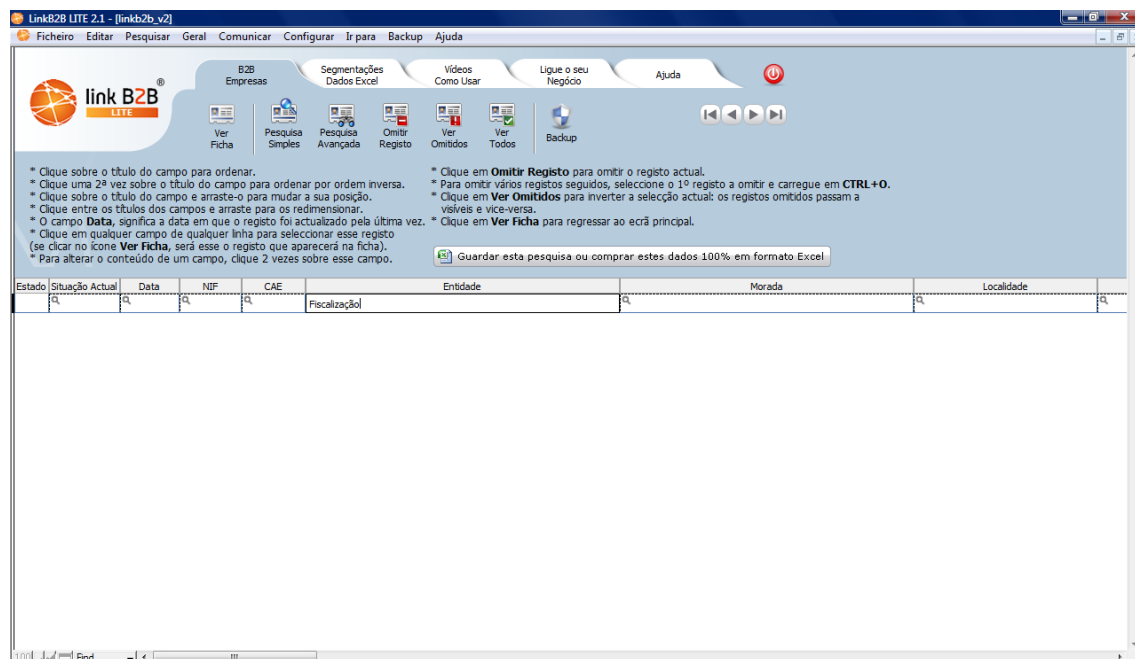 LinkB2B LITE 2.1 - [linkb2b_v2]
Ficheiro Editar Pesquisar Geral Comunicar Configurar Ir para Backup Ajuda
link B2B®
LITE
B2B
Empresas
Segmentações
Dados Excel
Vídeos
Como Usar
Ligue o seu
Negócio
Ajuda
Ver
Ficha
Pesquisa
Simples
Pesquisa
Avançada
Omitir
Registo
Ver
Omitidos
Ver
Todos
Backup
* Clique sobre o título do campo para ordenar.
* Clique uma 2ª vez sobre o título do campo para ordenar por ordem inversa.
* Clique sobre o título do campo e arraste-o para mudar a sua posição.
* Clique entre os títulos dos campos e arraste para os redimensionar.
* O campo Data, significa a data em que o registo foi actualizado pela última vez.
* Clique em qualquer campo de qualquer linha para seleccionar esse registo
(se clicar no ícone Ver Ficha, será esse o registo que aparecerá na ficha).
* Para alterar o conteúdo de um campo, clique 2 vezes sobre esse campo.
* Clique em Omitir Registo para omitir o registo actual.
* Para omitir vários registos seguidos, seleccione o 1º registo a omitir e carregue em CTRL+O.
* Clique em Ver Omitidos para inverter a selecção actual: os registos omitidos passam a
visíveis e vice-versa.
* Clique em Ver Ficha para regressar ao ecrã principal.
Guardar esta pesquisa ou comprar estes dados 100% em formato Excel
Estado Situação Actual Data NIF CAE Entidade Morada Localidade
Fiscalização
100 Find